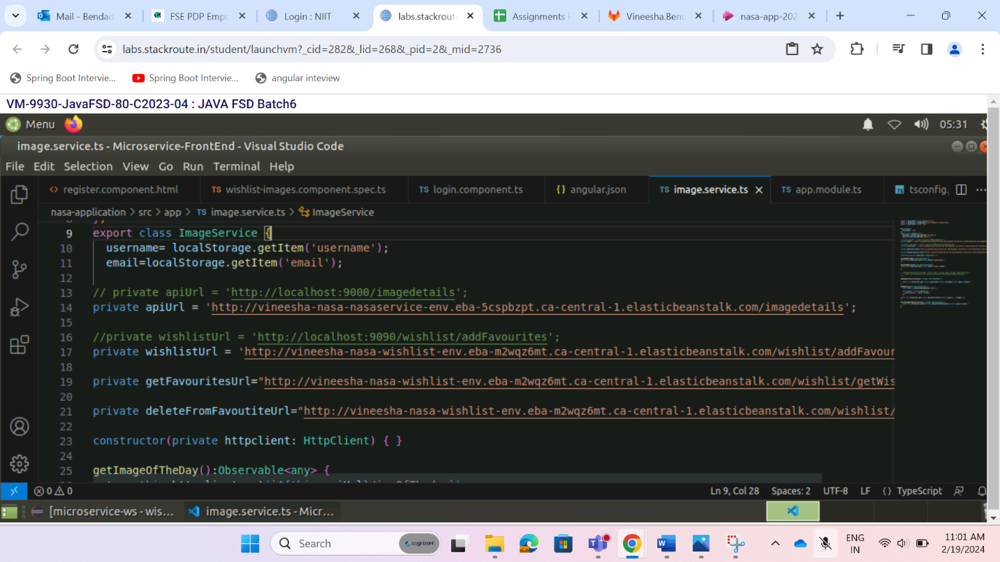 Mail - Bendad
FSE PDP Empo
Login : NIIT
labs.stackrout
Assignments F
Vineesha.Benc
nasa-app-202
labs.stackroute.in/student/launchvm?_cid=282&_lid=268&_pid=2&_mid=2736
Spring Boot Intervie...
Spring Boot Intervie...
angular inteview
VM-9930-JavaFSD-80-C2023-04 : JAVA FSD Batch6
Menu
05:31
image.service.ts - Microservice-FrontEnd - Visual Studio Code
File Edit Selection View Go Run Terminal Help
<> register.component.html
TS wishlist-images.component.spec.ts
TS login.component.ts
{} angular.json
TS image.service.ts
TS app.module.ts
TS tsconfig.
nasa-application > src > app > TS image.service.ts > ImageService
9 export class ImageService {
10 username= localStorage.getItem('username');
11 email=localStorage.getItem('email');
12
13 // private apiUrl = 'http://localhost:9000/imagedetails';
14 private apiUrl = 'http://vineesha-nasa-nasaservice-env.eba-5cspbzpt.ca-central-1.elasticbeanstalk.com/imagedetails';
15
16 //private wishlistUrl = 'http://localhost:9090/wishlist/addFavourites';
17 private wishlistUrl = 'http://vineesha-nasa-wishlist-env.eba-m2wqz6mt.ca-central-1.elasticbeanstalk.com/wishlist/addFavour
18
19 private getFavouritesUrl="http://vineesha-nasa-wishlist-env.eba-m2wqz6mt.ca-central-1.elasticbeanstalk.com/wishlist/getWis
20
21 private deleteFromFavoutiteUrl="http://vineesha-nasa-wishlist-env.eba-m2wqz6mt.ca-central-1.elasticbeanstalk.com/wishlist/
22
23 constructor(private httpclient: HttpClient) { }
24
25 getImageOfTheDay():Observable<any> {
0 0
Ln 9, Col 28 Spaces: 2 UTF-8 LF {} TypeScript
[microservice-ws - wis...
image.service.ts - Micr...
Search
cognizant
ENG
IN
11:01 AM
2/19/2024